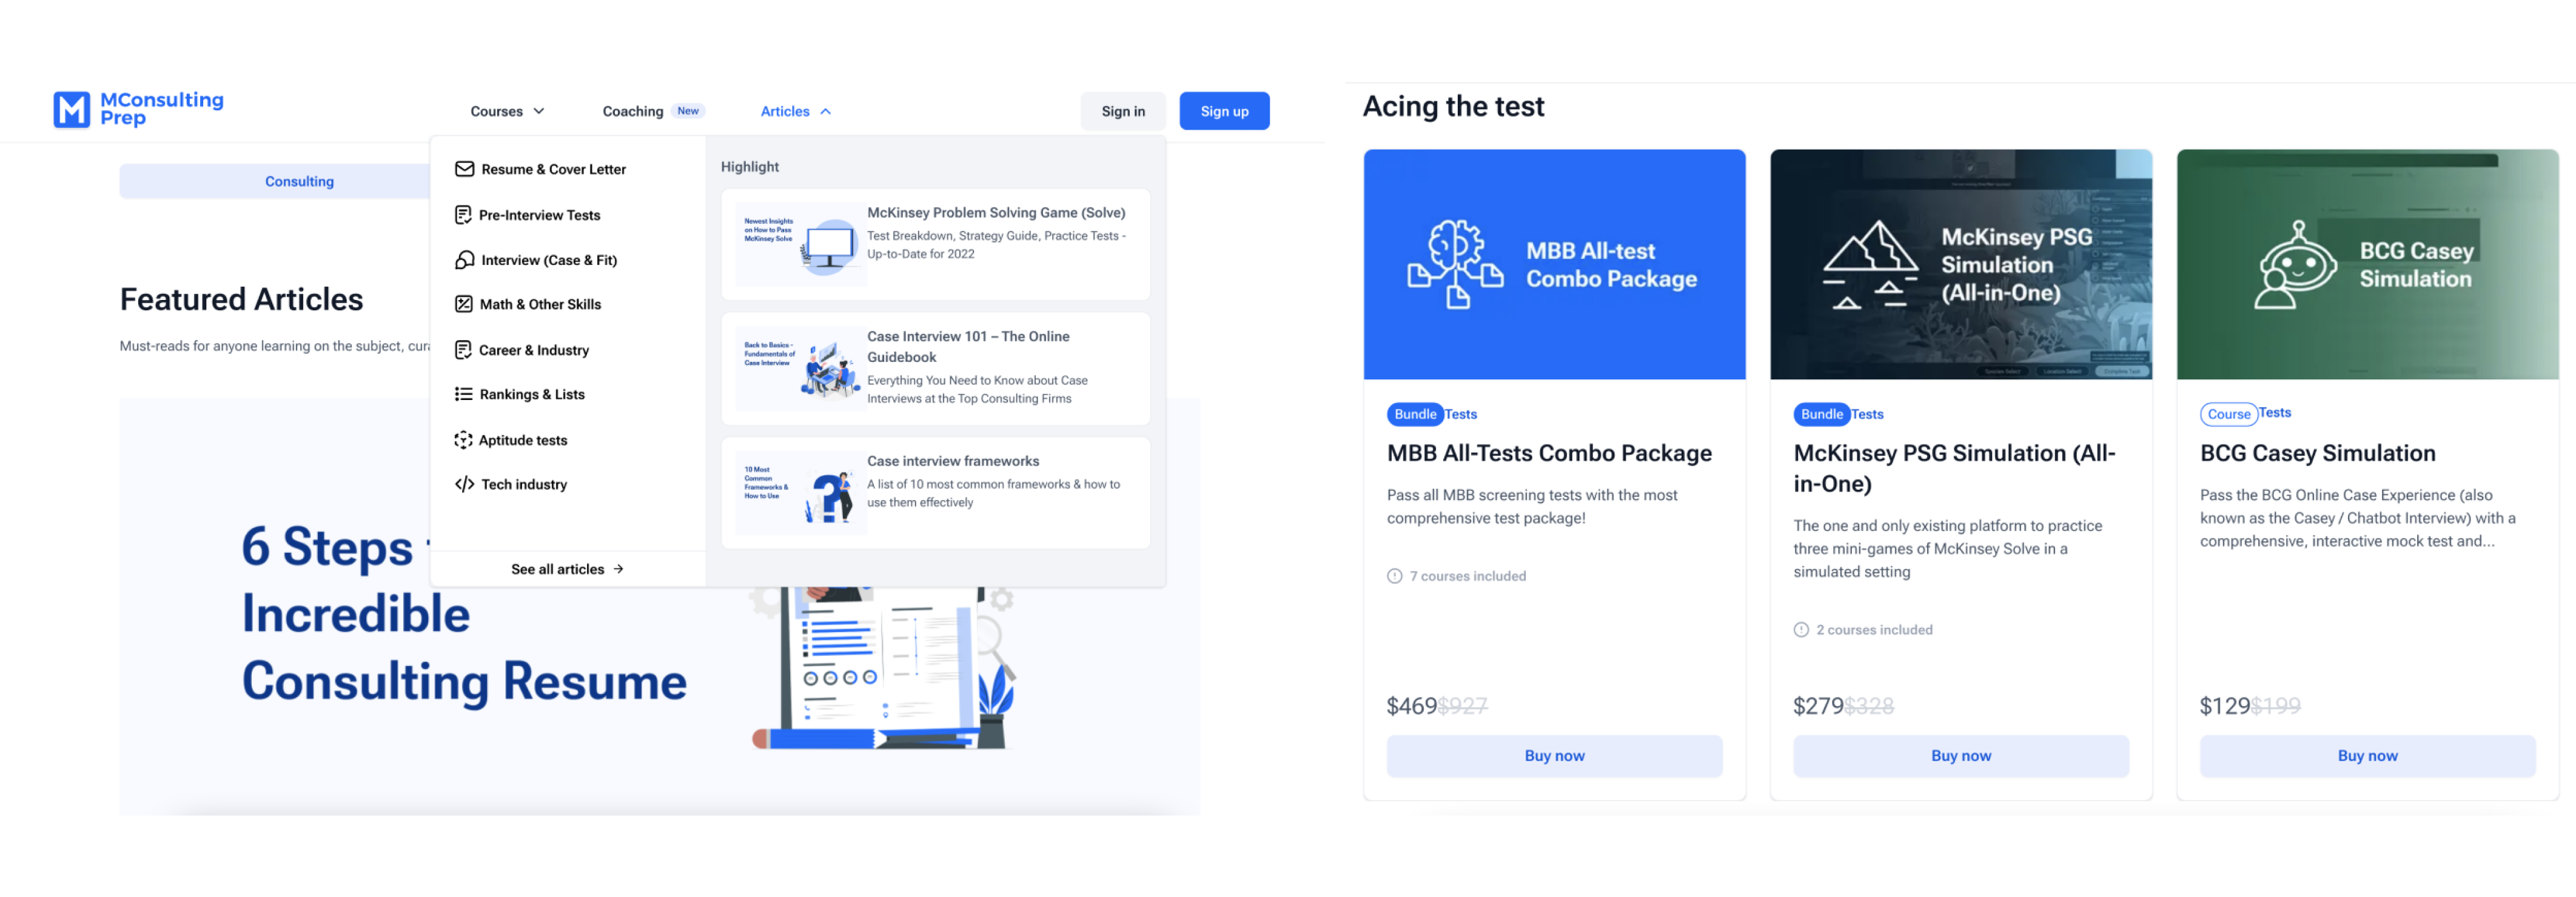 MConsulting
Prep
Courses
Coaching New
Articles
Sign in
Sign up
Consulting
Featured Articles
Must-reads for anyone learning on the subject, cur
6 Steps
Incredible
Consulting Resume
Resume & Cover Letter
Pre-Interview Tests
Interview (Case & Fit)
Math & Other Skills
Career & Industry
Rankings & Lists
Aptitude tests
Tech industry
See all articles →
Highlight
Newest Insights
on How to Pass
McKinsey Solve
McKinsey Problem Solving Game (Solve)
Test Breakdown, Strategy Guide, Practice Tests -
Up-to-Date for 2022
Back to Basics -
Fundamentals of
Case Interview
Case Interview 101 – The Online
Guidebook
Everything You Need to Know about Case
Interviews at the Top Consulting Firms
10 Most
Common
Frameworks &
How to Use
Case interview frameworks
A list of 10 most common frameworks & how to
use them effectively
Acing the test
MBB All-test
Combo Package
Bundle Tests
MBB All-Tests Combo Package
Pass all MBB screening tests with the most
comprehensive test package!
7 courses included
$469 $927
Buy now
McKinsey PSG
Simulation
(All-in-One)
Species Select
Location Select
Complete Task
Bundle Tests
McKinsey PSG Simulation (All-
in-One)
The one and only existing platform to practice
three mini-games of McKinsey Solve in a
simulated setting
2 courses included
$279 $328
Buy now
BCG Casey
Simulation
Course Tests
BCG Casey Simulation
Pass the BCG Online Case Experience (also
known as the Casey / Chatbot Interview) with a
comprehensive, interactive mock test and...
$129 $199
Buy now